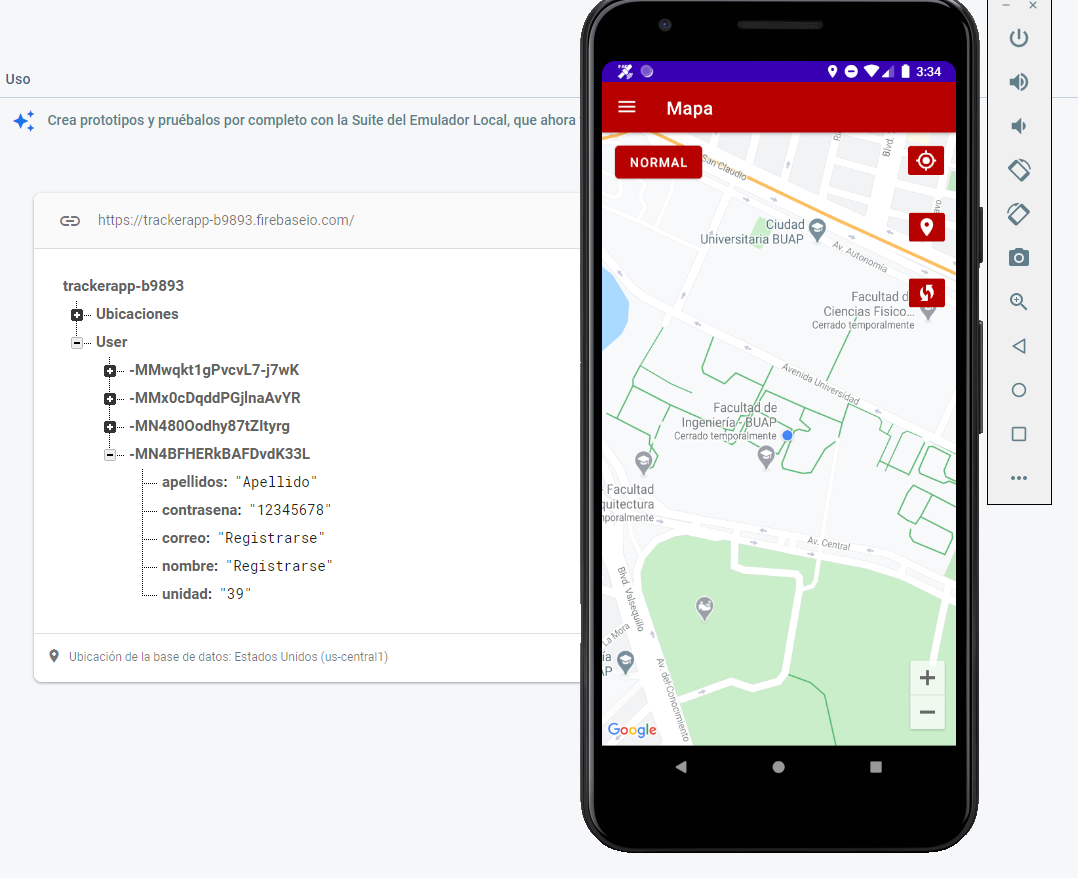 Uso
Crea prototipos y pruébalos por completo con la Suite del Emulador Local, que ahora
https://trackerapp-b9893.firebaseio.com/
trackerapp-b9893
Ubicaciones
User
-MMwqkt1gPvcvL7-j7wK
-MMx0cDqddPGjlnaAvYR
-MN480Oodhy87tZItyrg
-MN4BFHERkBAFDvdK33L
apellidos: "Apellido"
contrasena: "12345678"
correo: "Registrarse"
nombre: "Registrarse"
unidad: "39"
Ubicación de la base de datos: Estados Unidos (us-central1)
3:34
Mapa
NORMAL
San Claudio
Blvd.
Ciudad
Universitaria BUAP
Av. Autonomía
Facultad d
Ciencias Fisico...
Cerrado temporalmente
Avenida Universidad
Facultad de
Ingeniería - BUAP
Cerrado temporalmente
Facultad
quitectura
mporalmente
Av. Central
Blvd. Valsequillo
La Mora
ía
AP
Av. del Conocimiento
Google